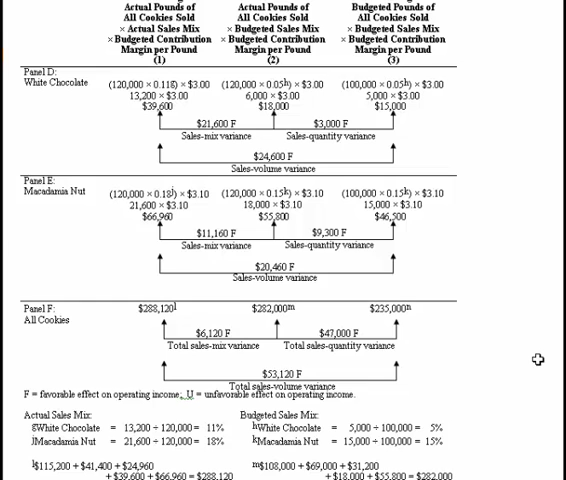 Actual Pounds of Actual Pounds of Budgeted Pounds of
All Cookies Sold All Cookies Sold All Cookies Sold
× Actual Sales Mix × Budgeted Sales Mix × Budgeted Sales Mix
× Budgeted Contribution × Budgeted Contribution × Budgeted Contribution
Margin per Pound Margin per Pound Margin per Pound
(1) (2) (3)
Panel D:
White Chocolate (120,000 × 0.11g) × $3.00 (120,000 × 0.05h) × $3.00 (100,000 × 0.05h) × $3.00
13,200 × $3.00 6,000 × $3.00 5,000 × $3.00
$39,600 $18,000 $15,000
$21,600 F $3,000 F
Sales-mix variance Sales-quantity variance
$24,600 F
Sales-volume variance
Panel E:
Macadamia Nut (120,000 × 0.18j) × $3.10 (120,000 × 0.15k) × $3.10 (100,000 × 0.15k) × $3.10
21,600 × $3.10 18,000 × $3.10 15,000 × $3.10
$66,960 $55,800 $46,500
$11,160 F $9,300 F
Sales-mix variance Sales-quantity variance
$20,460 F
Sales-volume variance
Panel F: $288,120l $282,000m $235,000n
All Cookies
$6,120 F $47,000 F
Total sales-mix variance Total sales-quantity variance
$53,120 F
Total sales-volume variance
F = favorable effect on operating income; U = unfavorable effect on operating income.
Actual Sales Mix: Budgeted Sales Mix:
gWhite Chocolate = 13,200 ÷ 120,000 = 11% hWhite Chocolate = 5,000 ÷ 100,000 = 5%
jMacadamia Nut = 21,600 ÷ 120,000 = 18% kMacadamia Nut = 15,000 ÷ 100,000 = 15%
l$115,200 + $41,400 + $24,960 m$108,000 + $69,000 + $31,200
+ $39,600 + $66,960 = $288,120 + $18,000 + $55,800 = $282,000